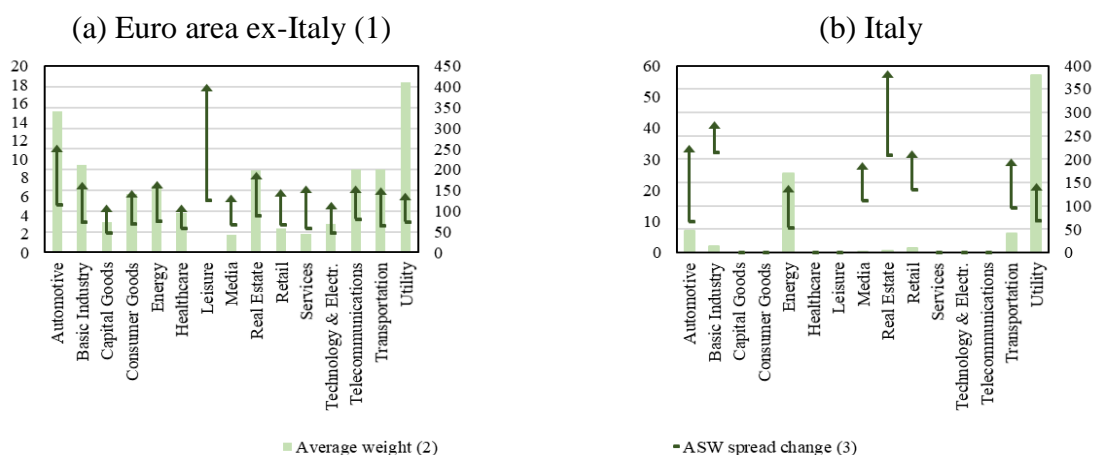 (a) Euro area ex-Italy (1)
20
18
16
14
12
10
8
6
4
2
0
450
400
350
300
250
200
150
100
50
0
Automotive
Basic Industry
Capital Goods
Consumer Goods
Energy
Healthcare
Leisure
Media
Real Estate
Retail
Services
Technology & Electr.
Telecommunications
Transportation
Utility
(b) Italy
60
50
40
30
20
10
0
400
350
300
250
200
150
100
50
0
Automotive
Basic Industry
Capital Goods
Consumer Goods
Energy
Healthcare
Leisure
Media
Real Estate
Retail
Services
Technology & Electr.
Telecommunications
Transportation
Utility
Average weight (2)
ASW spread change (3)